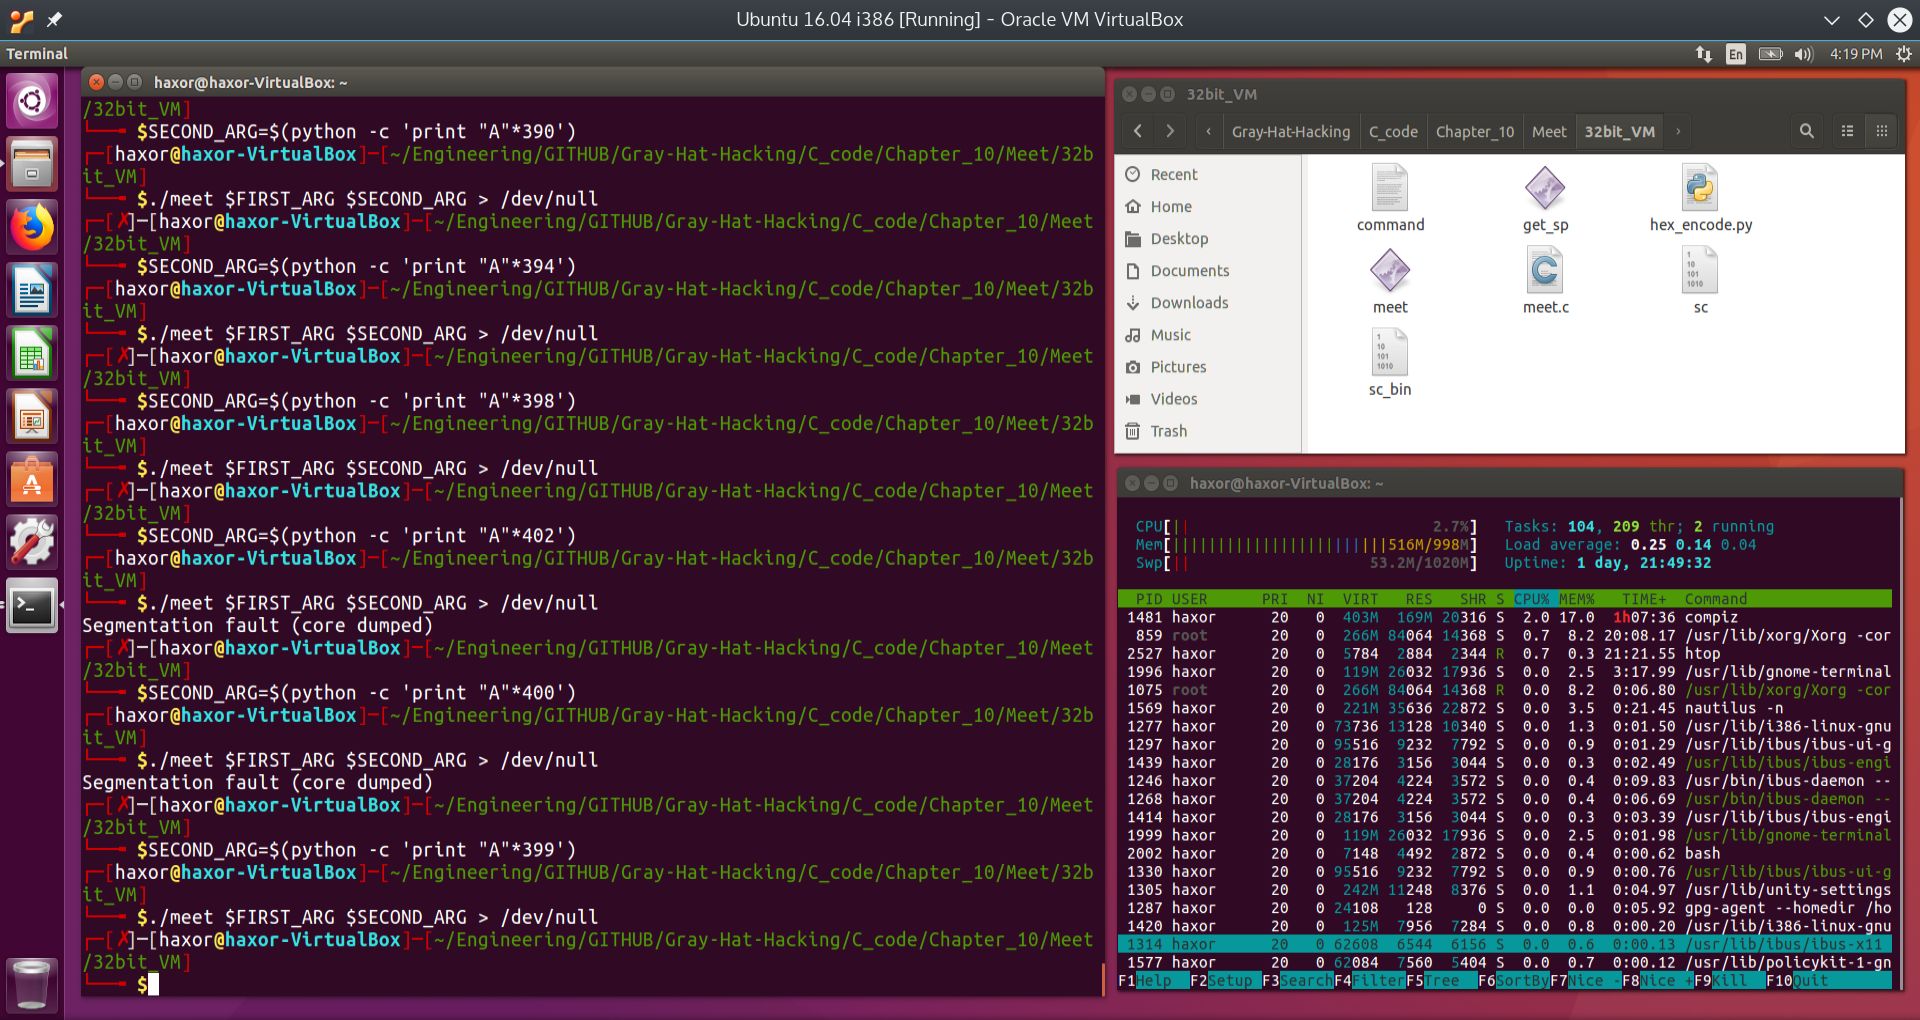 Ubuntu 16.04 i386 [Running] - Oracle VM VirtualBox
Terminal
En
4:19 PM
haxor@haxor-VirtualBox: ~
/32bit_VM]
└──╼ $SECOND_ARG=$(python -c 'print "A"*390')
┌─[haxor@haxor-VirtualBox]─[~/Engineering/GITHUB/Gray-Hat-Hacking/C_code/Chapter_10/Meet/32b
it_VM]
└──╼ $./meet $FIRST_ARG $SECOND_ARG > /dev/null
┌─[✗]─[haxor@haxor-VirtualBox]─[~/Engineering/GITHUB/Gray-Hat-Hacking/C_code/Chapter_10/Meet
/32bit_VM]
└──╼ $SECOND_ARG=$(python -c 'print "A"*394')
┌─[haxor@haxor-VirtualBox]─[~/Engineering/GITHUB/Gray-Hat-Hacking/C_code/Chapter_10/Meet/32b
it_VM]
└──╼ $./meet $FIRST_ARG $SECOND_ARG > /dev/null
┌─[✗]─[haxor@haxor-VirtualBox]─[~/Engineering/GITHUB/Gray-Hat-Hacking/C_code/Chapter_10/Meet
/32bit_VM]
└──╼ $SECOND_ARG=$(python -c 'print "A"*398')
┌─[haxor@haxor-VirtualBox]─[~/Engineering/GITHUB/Gray-Hat-Hacking/C_code/Chapter_10/Meet/32b
it_VM]
└──╼ $./meet $FIRST_ARG $SECOND_ARG > /dev/null
┌─[✗]─[haxor@haxor-VirtualBox]─[~/Engineering/GITHUB/Gray-Hat-Hacking/C_code/Chapter_10/Meet
/32bit_VM]
└──╼ $SECOND_ARG=$(python -c 'print "A"*402')
┌─[haxor@haxor-VirtualBox]─[~/Engineering/GITHUB/Gray-Hat-Hacking/C_code/Chapter_10/Meet/32b
it_VM]
└──╼ $./meet $FIRST_ARG $SECOND_ARG > /dev/null
Segmentation fault (core dumped)
┌─[✗]─[haxor@haxor-VirtualBox]─[~/Engineering/GITHUB/Gray-Hat-Hacking/C_code/Chapter_10/Meet
/32bit_VM]
└──╼ $SECOND_ARG=$(python -c 'print "A"*400')
┌─[haxor@haxor-VirtualBox]─[~/Engineering/GITHUB/Gray-Hat-Hacking/C_code/Chapter_10/Meet/32b
it_VM]
└──╼ $./meet $FIRST_ARG $SECOND_ARG > /dev/null
Segmentation fault (core dumped)
┌─[✗]─[haxor@haxor-VirtualBox]─[~/Engineering/GITHUB/Gray-Hat-Hacking/C_code/Chapter_10/Meet
/32bit_VM]
└──╼ $SECOND_ARG=$(python -c 'print "A"*399')
┌─[haxor@haxor-VirtualBox]─[~/Engineering/GITHUB/Gray-Hat-Hacking/C_code/Chapter_10/Meet/32b
it_VM]
└──╼ $./meet $FIRST_ARG $SECOND_ARG > /dev/null
┌─[✗]─[haxor@haxor-VirtualBox]─[~/Engineering/GITHUB/Gray-Hat-Hacking/C_code/Chapter_10/Meet
/32bit_VM]
└──╼ $
32bit_VM
Gray-Hat-Hacking C_code Chapter_10 Meet 32bit_VM
Recent
Home
Desktop
Documents
Downloads
Music
Pictures
Videos
Trash
command get_sp hex_encode.py
meet meet.c sc
sc_bin
haxor@haxor-VirtualBox: ~
CPU[|| 2.7%] Tasks: 104, 209 thr; 2 running
Mem[||||||||||||||||||||||||516M/998M] Load average: 0.25 0.14 0.04
Swp[|| 53.2M/1020M] Uptime: 1 day, 21:49:32
PID USER PRI NI VIRT RES SHR S CPU% MEM% TIME+ Command
1481 haxor 20 0 403M 169M 20316 S 2.0 17.0 1h07:36 compiz
859 root 20 0 266M 84064 14368 S 0.7 8.2 20:08.17 /usr/lib/xorg/Xorg -cor
2527 haxor 20 0 5784 2884 2344 R 0.7 0.3 21:21.55 htop
1996 haxor 20 0 119M 26032 17936 S 0.0 2.5 3:17.99 /usr/lib/gnome-terminal
1075 root 20 0 266M 84064 14368 R 0.0 8.2 0:06.80 /usr/lib/xorg/Xorg -cor
1569 haxor 20 0 221M 35636 22872 S 0.0 3.5 0:21.45 nautilus -n
1277 haxor 20 0 73736 13128 10340 S 0.0 1.3 0:01.50 /usr/lib/i386-linux-gnu
1297 haxor 20 0 95516 9232 7792 S 0.0 0.9 0:01.29 /usr/lib/ibus/ibus-ui-g
1439 haxor 20 0 28176 3156 3044 S 0.0 0.3 0:02.49 /usr/lib/ibus/ibus-engi
1246 haxor 20 0 37204 4224 3572 S 0.0 0.4 0:09.83 /usr/bin/ibus-daemon --
1268 haxor 20 0 37204 4224 3572 S 0.0 0.4 0:06.69 /usr/bin/ibus-daemon --
1414 haxor 20 0 28176 3156 3044 S 0.0 0.3 0:03.39 /usr/lib/ibus/ibus-engi
1999 haxor 20 0 119M 26032 17936 S 0.0 2.5 0:01.98 /usr/lib/gnome-terminal
2002 haxor 20 0 7148 4492 2872 S 0.0 0.4 0:00.62 bash
1330 haxor 20 0 95516 9232 7792 S 0.0 0.9 0:00.76 /usr/lib/ibus/ibus-ui-g
1305 haxor 20 0 242M 11248 8376 S 0.0 1.1 0:04.97 /usr/lib/unity-settings
1287 haxor 20 0 24108 128 0 S 0.0 0.0 0:05.92 gpg-agent --homedir /ho
1420 haxor 20 0 125M 7956 7284 S 0.0 0.8 0:00.20 /usr/lib/i386-linux-gnu
1314 haxor 20 0 62608 6544 6156 S 0.0 0.6 0:00.13 /usr/lib/ibus/ibus-x11
1577 haxor 20 0 62084 7560 5404 S 0.0 0.7 0:00.12 /usr/lib/policykit-1-gn
F1Help F2Setup F3SearchF4FilterF5Tree F6SortByF7Nice -F8Nice +F9Kill F10Quit